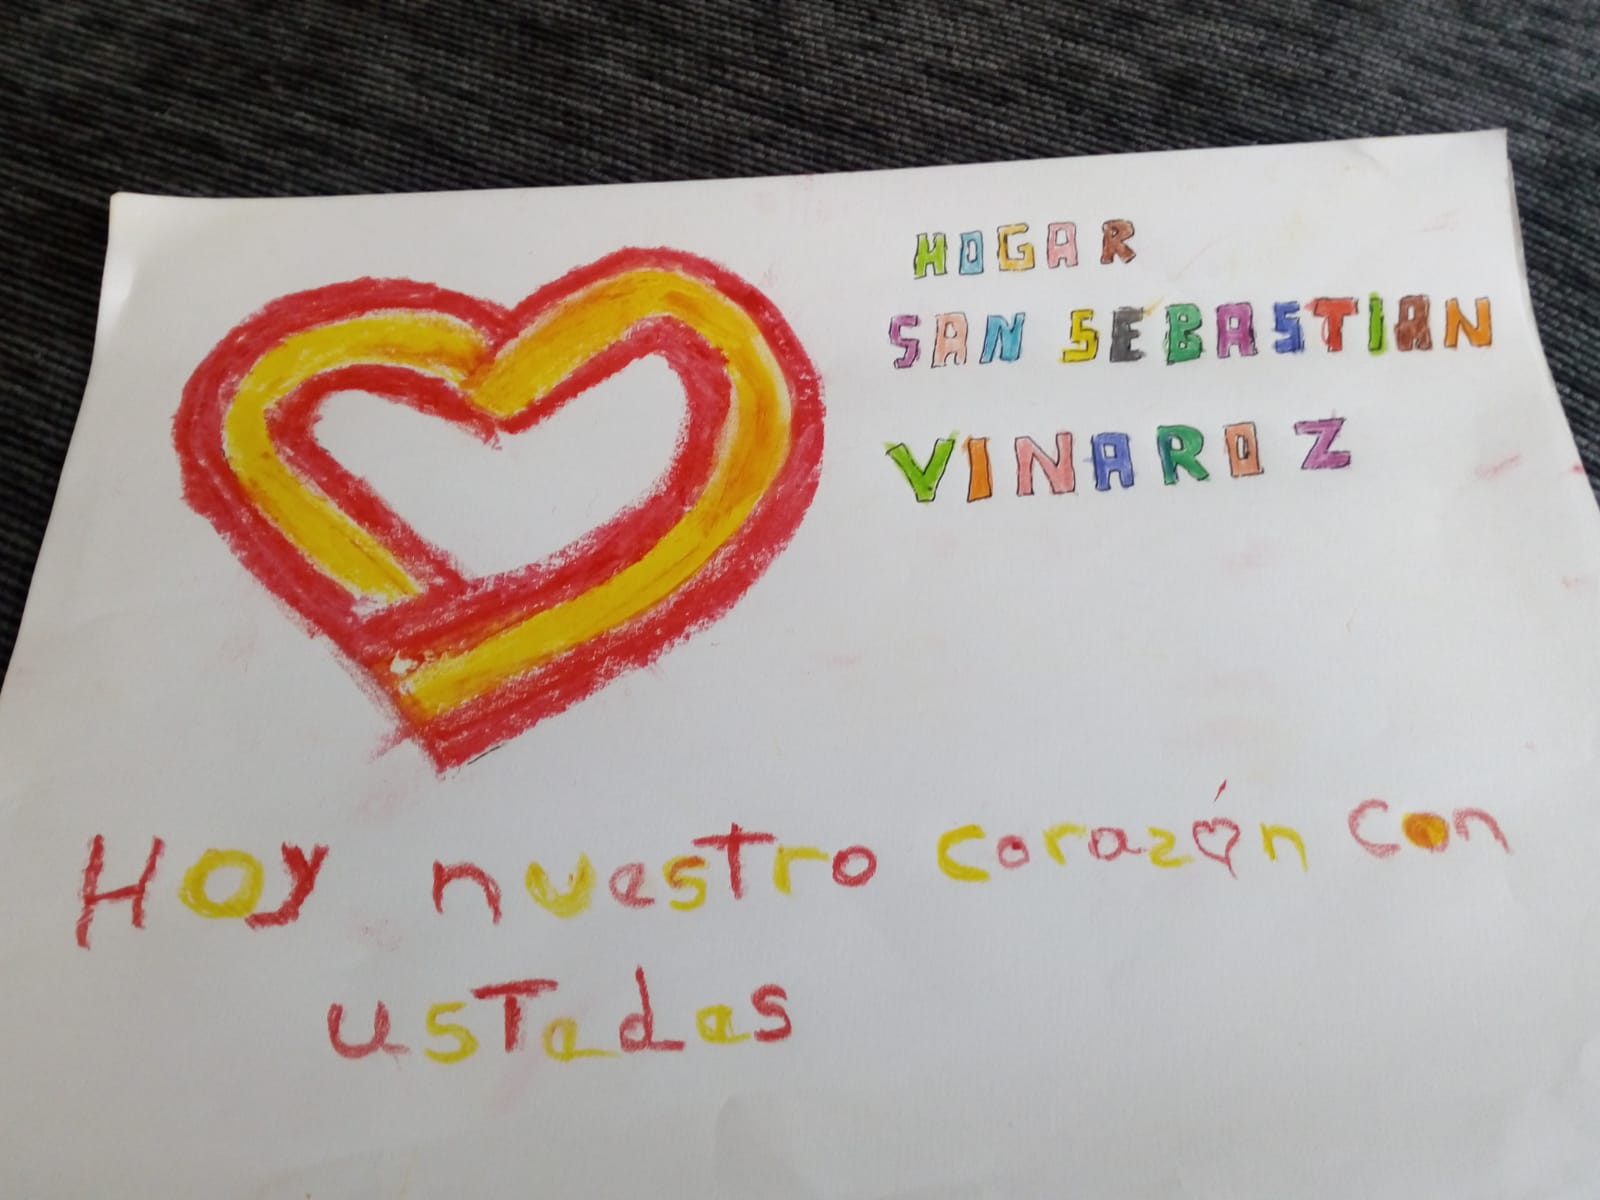 HOGAR
SAN SEBASTIAN
VINAROZ
Hoy nuestro corazón con
ustedes